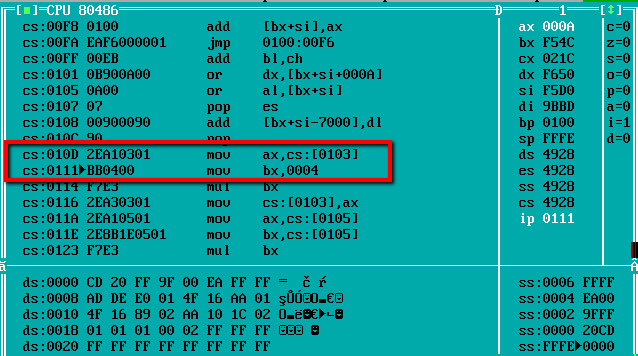 [■]=CPU 80486 D 1 [↕]
cs:00F8 0100 add [bx+si],ax
cs:00FA EAF6000001 jmp 0100:00F6
cs:00FF 00EB add bl,ch
cs:0101 0B900A00 or dx,[bx+si+000A]
cs:0105 0A00 or al,[bx+si]
cs:0107 07 pop es
cs:0108 00900090 add [bx+si-7000],dl
cs:010C 90 nop
cs:010D 2EA10301 mov ax,cs:[0103]
cs:0111▶BB0400 mov bx,0004
cs:0114 F7E3 mul bx
cs:0116 2EA30301 mov cs:[0103],ax
cs:011A 2EA10501 mov ax,cs:[0105]
cs:011E 2E8B1E0501 mov bx,cs:[0105]
cs:0123 F7E3 mul bx
ax 000A c=0
bx F54C z=0
cx 021C s=0
dx F650 o=0
si F5D0 p=0
di 9BBD a=0
bp 0100 i=1
sp FFFE d=0
ds 4928
es 4928
ss 4928
cs 4928
ip 0111
ds:0000 CD 20 FF 9F 00 EA FF FF
ds:0008 AD DE E0 01 4F 16 AA 01
ds:0010 4F 16 89 02 AA 10 1C 02
ds:0018 01 01 01 00 02 FF FF FF
ds:0020 FF FF FF FF FF FF FF FF
ss:0006 FFFF
ss:0004 EA00
ss:0002 9FFF
ss:0000 20CD
ss:FFFE▶0000